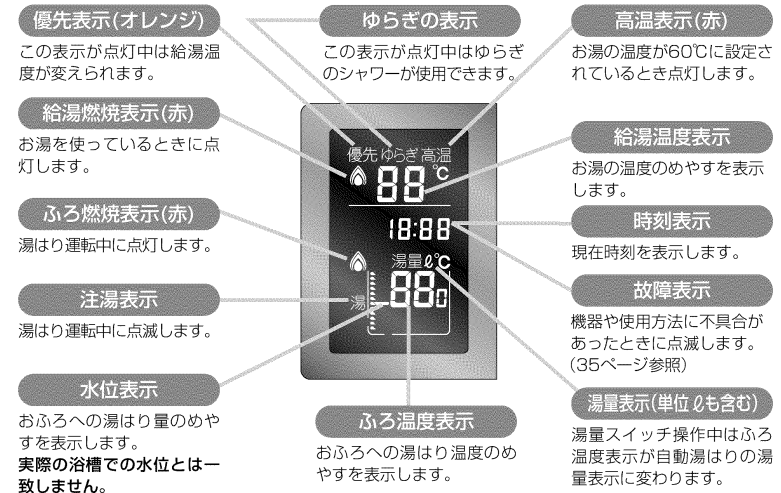 優先表示(オレンジ)
この表示が点灯中は給湯温
度が変えられます。
給湯燃焼表示(赤)
お湯を使っているときに点
灯します。
ふろ燃焼表示(赤)
湯はり運転中に点灯します。
注湯表示
湯はり運転中に点滅します。
水位表示
おふろへの湯はり量のめや
すを表示します。
実際の浴槽での水位とは一
致しません。
ゆらぎの表示
この表示が点灯中はゆらぎ
のシャワーが使用できます。
優先 ゆらぎ 高温
88 ℃
18:88
湯量 ℓ ℃
湯 880
ふろ温度表示
おふろへの湯はり温度のめ
やすを表示します。
高温表示(赤)
お湯の温度が60℃に設定さ
れているとき点灯します。
給湯温度表示
お湯の温度のめやすを表示
します。
時刻表示
現在時刻を表示します。
故障表示
機器や使用方法に不具合が
あったときに点滅します。
(35ページ参照)
湯量表示(単位ℓも含む)
湯量スイッチ操作中はふろ
温度表示が自動湯はりの湯
量表示に変わります。